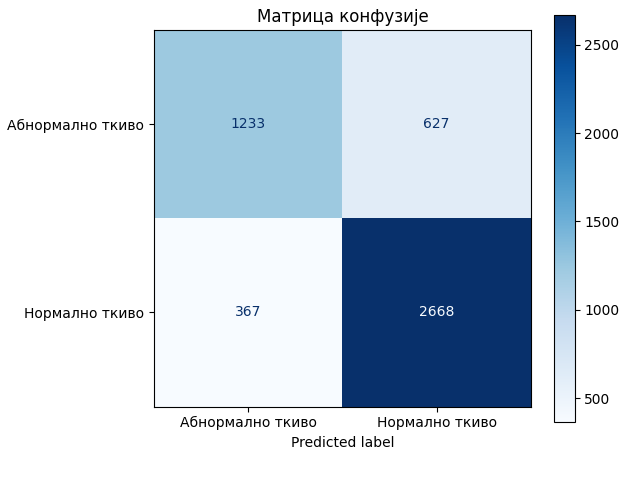 Матрица конфузије
Абнормално ткиво
1233
627
Нормално ткиво
367
2668
Абнормално ткиво
Нормално ткиво
Predicted label
2500
2000
1500
1000
500